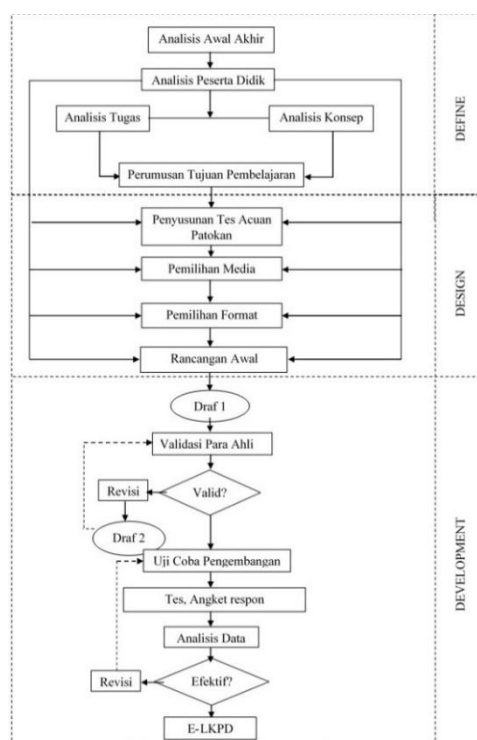 Analisis Awal Akhir
Analisis Peserta Didik
Analisis Tugas
Analisis Konsep
Perumusan Tujuan Pembelajaran
DEFINE
Penyusunan Tes Acuan
Patokan
Pemilihan Media
Pemilihan Format
Rancangan Awal
DESIGN
Draf 1
Validasi Para Ahli
Revisi
Valid?
Draf 2
Uji Coba Pengembangan
Tes, Angket respon
Analisis Data
Revisi
Efektif?
E-LKPD
DEVELOPMENT